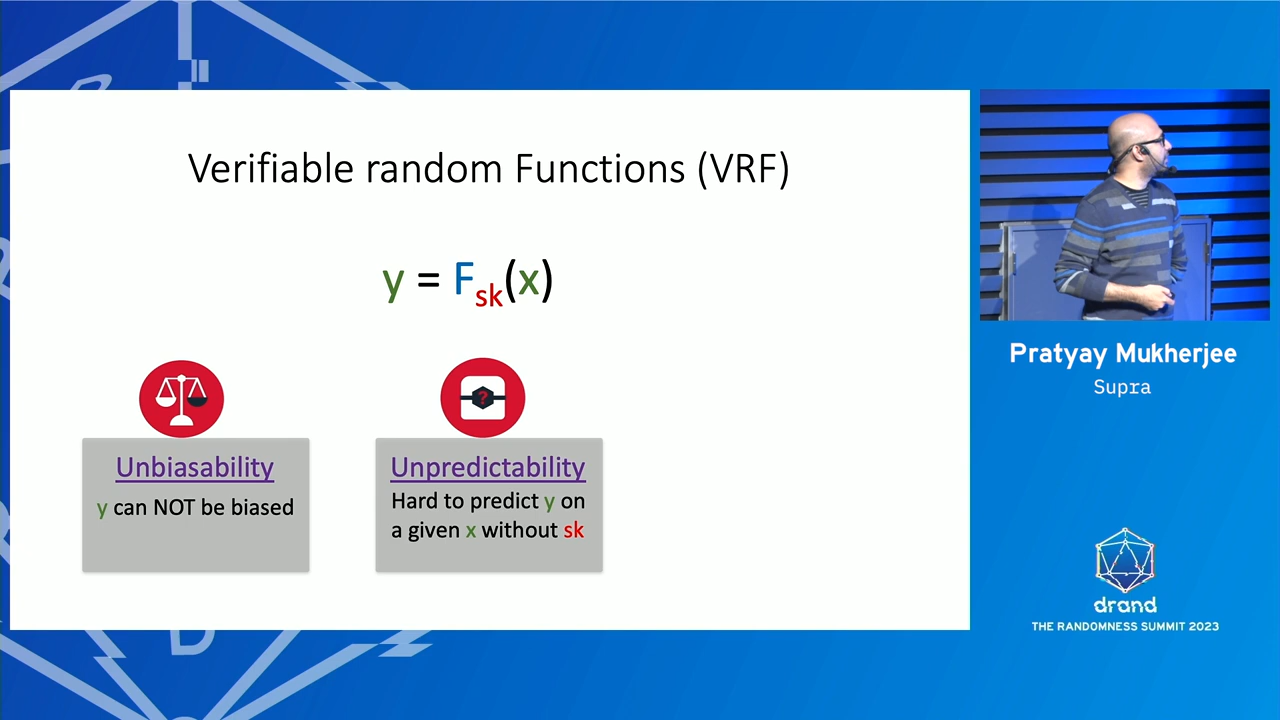 Verifiable random Functions (VRF)
y = Fsk(x)
?
Unbiasability
y can NOT be biased
Unpredictability
Hard to predict y on
a given x without sk
Pratyay Mukherjee
Supra
drand
THE RANDOMNESS SUMMIT 2023